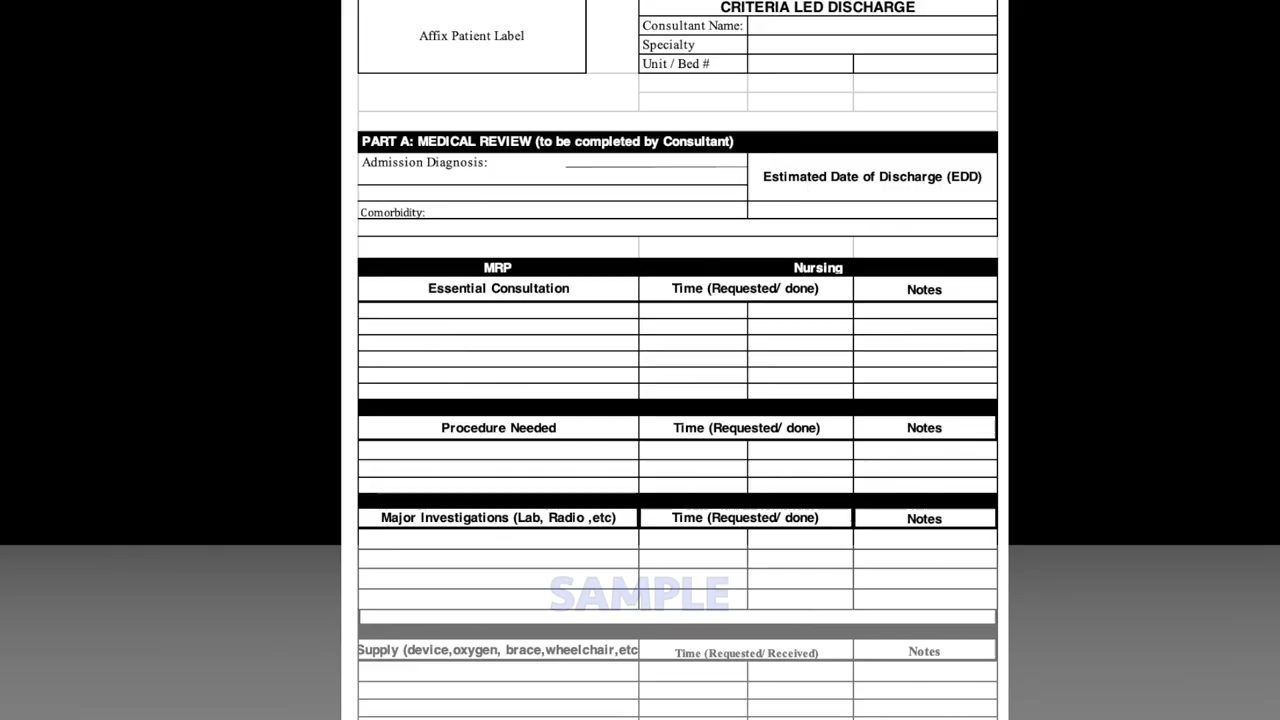 CRITERIA LED DISCHARGE
Affix Patient Label
Consultant Name:
Specialty
Unit / Bed #
PART A: MEDICAL REVIEW (to be completed by Consultant)
Admission Diagnosis:
Estimated Date of Discharge (EDD)
Comorbidity:
MRP Nursing
Essential Consultation Time (Requested/ done) Notes
Procedure Needed Time (Requested/ done) Notes
Major Investigations (Lab, Radio ,etc) Time (Requested/ done) Notes
SAMPLE
Supply (device,oxygen, brace,wheelchair,etc Time (Requested/ Received) Notes